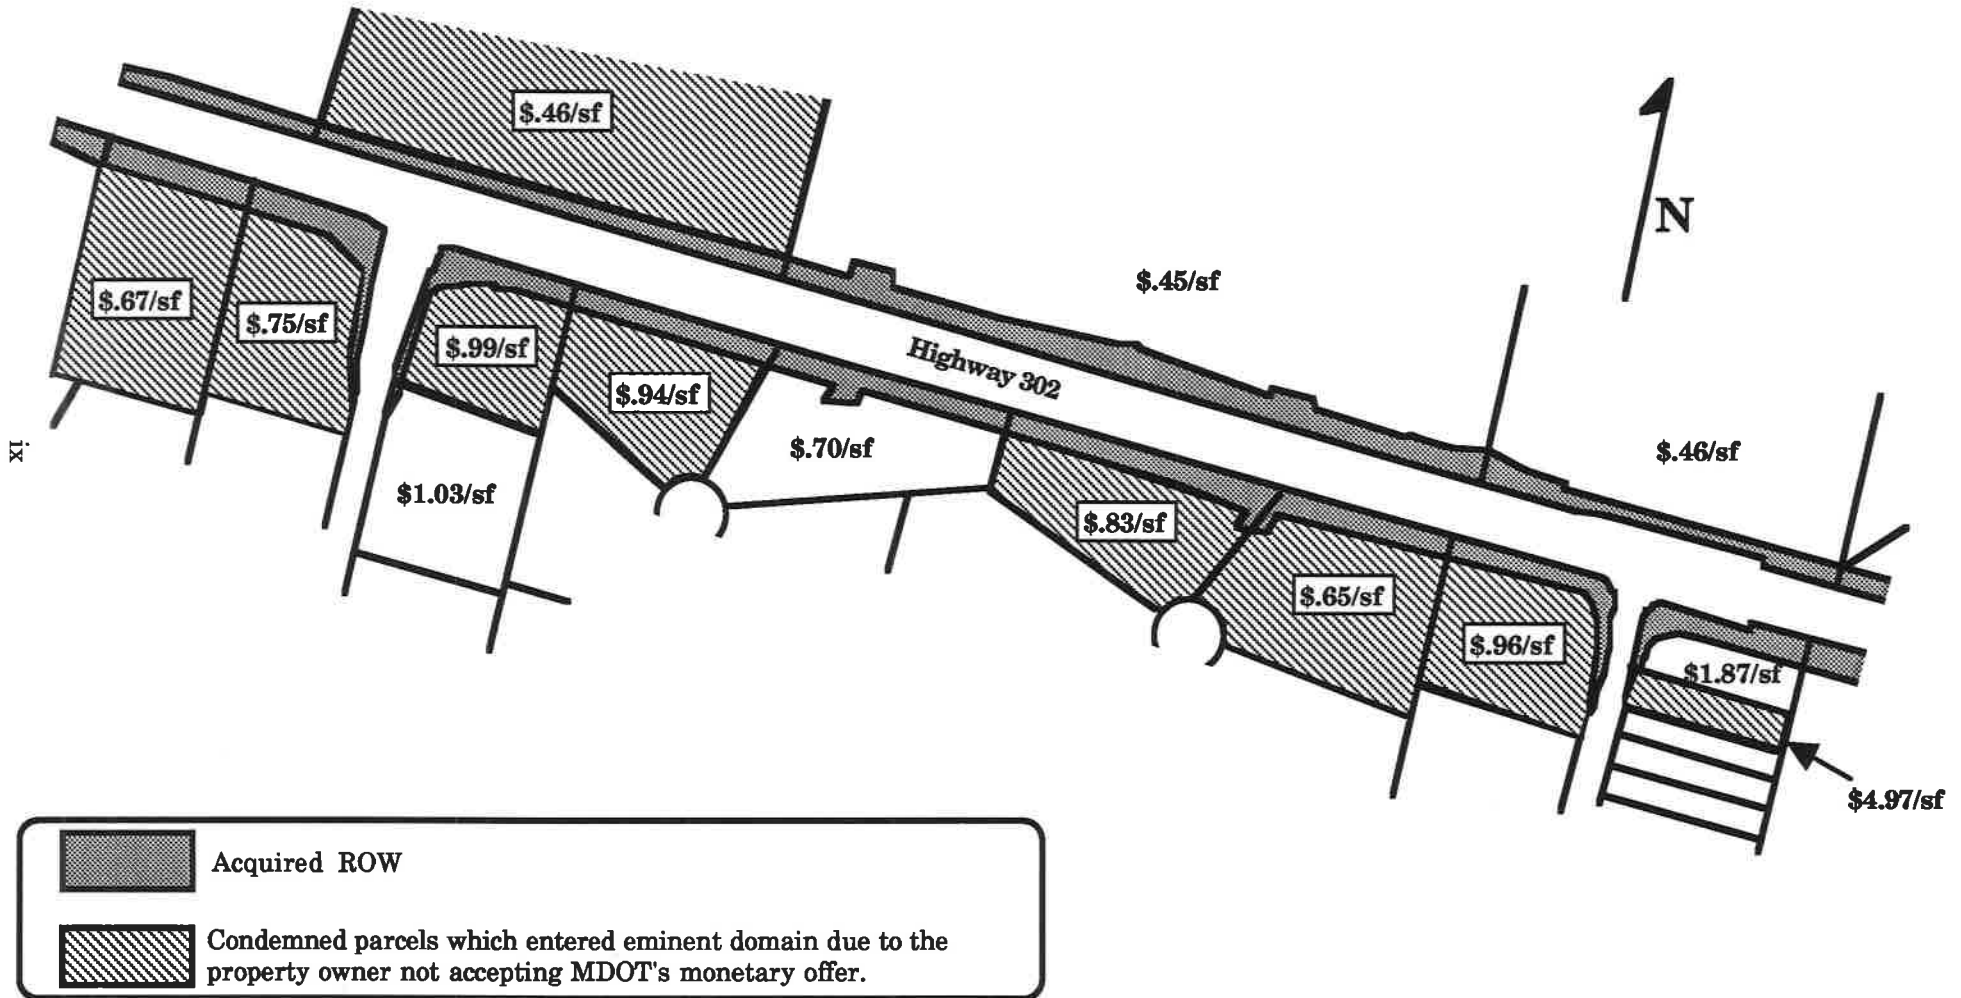 $.46/sf
N
$.45/sf
$.67/sf
$.75/sf
$.99/sf
Highway 302
$.94/sf
$.70/sf
$.46/sf
ix
$1.03/sf
$.83/sf
$.65/sf
$.96/sf
$1.87/sf
$4.97/sf
Acquired ROW
Condemned parcels which entered eminent domain due to the
property owner not accepting MDOT's monetary offer.